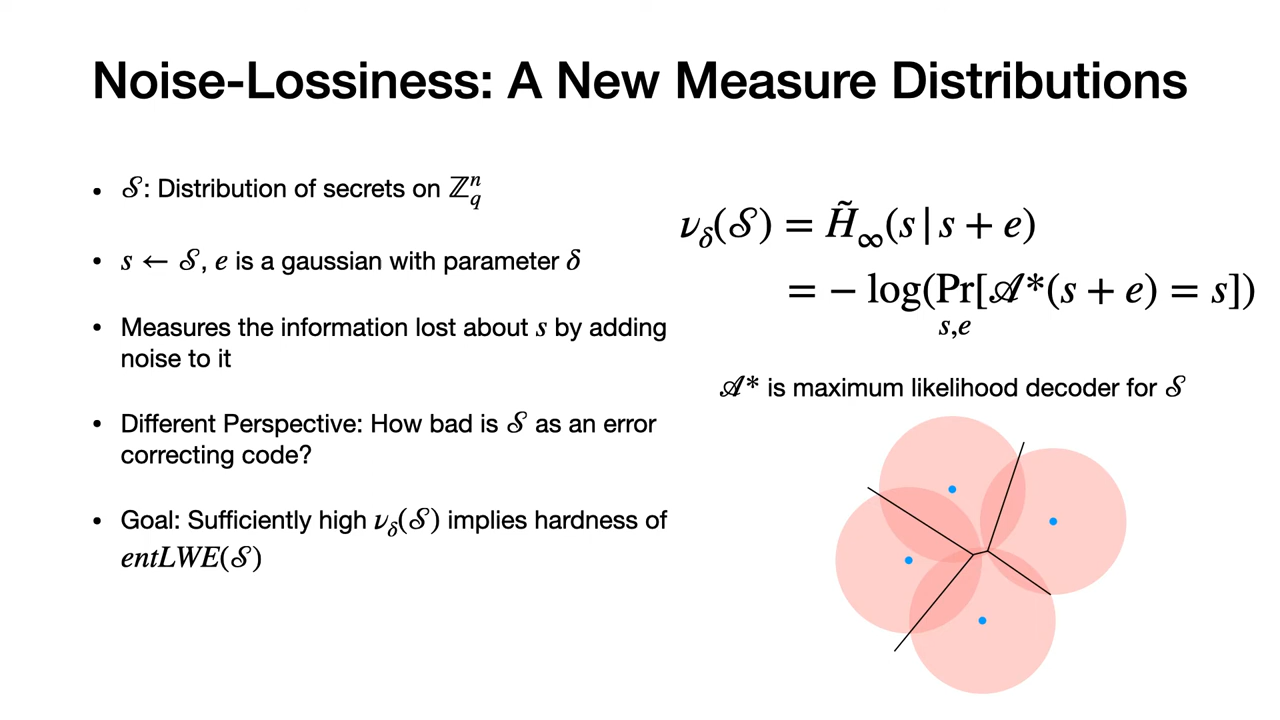 Noise-Lossiness: A New Measure Distributions
• 𝒮: Distribution of secrets on ℤ_q^n
• s ← 𝒮, e is a gaussian with parameter δ
• Measures the information lost about s by adding
noise to it
• Different Perspective: How bad is 𝒮 as an error
correcting code?
• Goal: Sufficiently high ν_δ(𝒮) implies hardness of
entLWE(𝒮)
ν_δ(𝒮) = H̃_∞(s | s + e)
= − log(Pr[𝒜*(s + e) = s])
s,e
𝒜* is maximum likelihood decoder for 𝒮